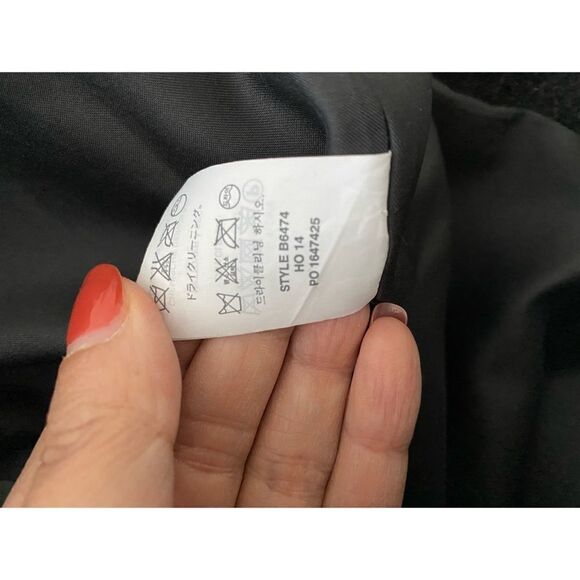 ドライクリーニング。
드라이클리닝 하시오.
STYLE B6474
HO 14
PO 1647425